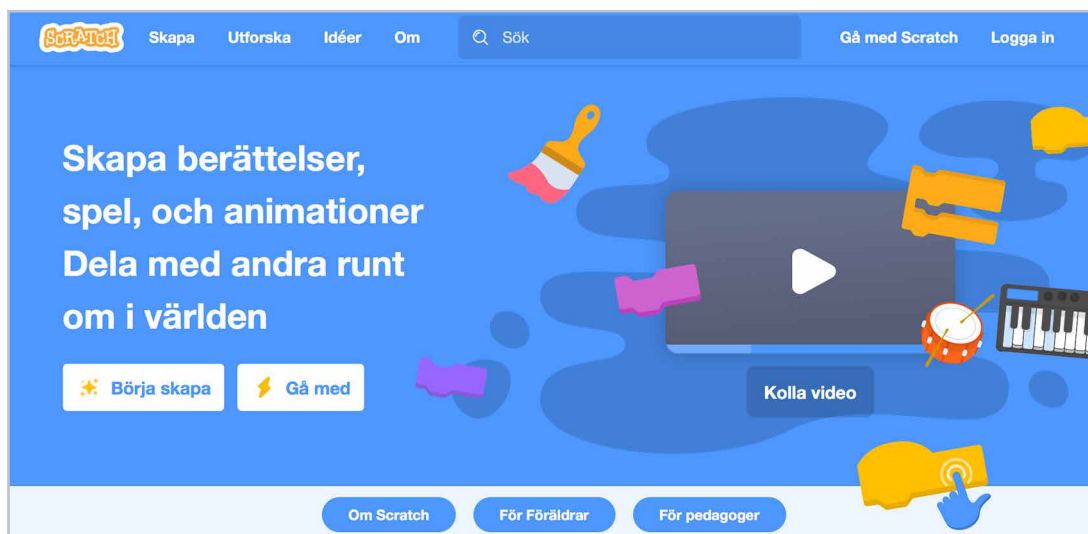 SCRATCH Skapa Utforska Idéer Om Sök Gå med Scratch Logga in
Skapa berättelser,
spel, och animationer
Dela med andra runt
om i världen
Börja skapa Gå med
Kolla video
Om Scratch För Föräldrar För pedagoger